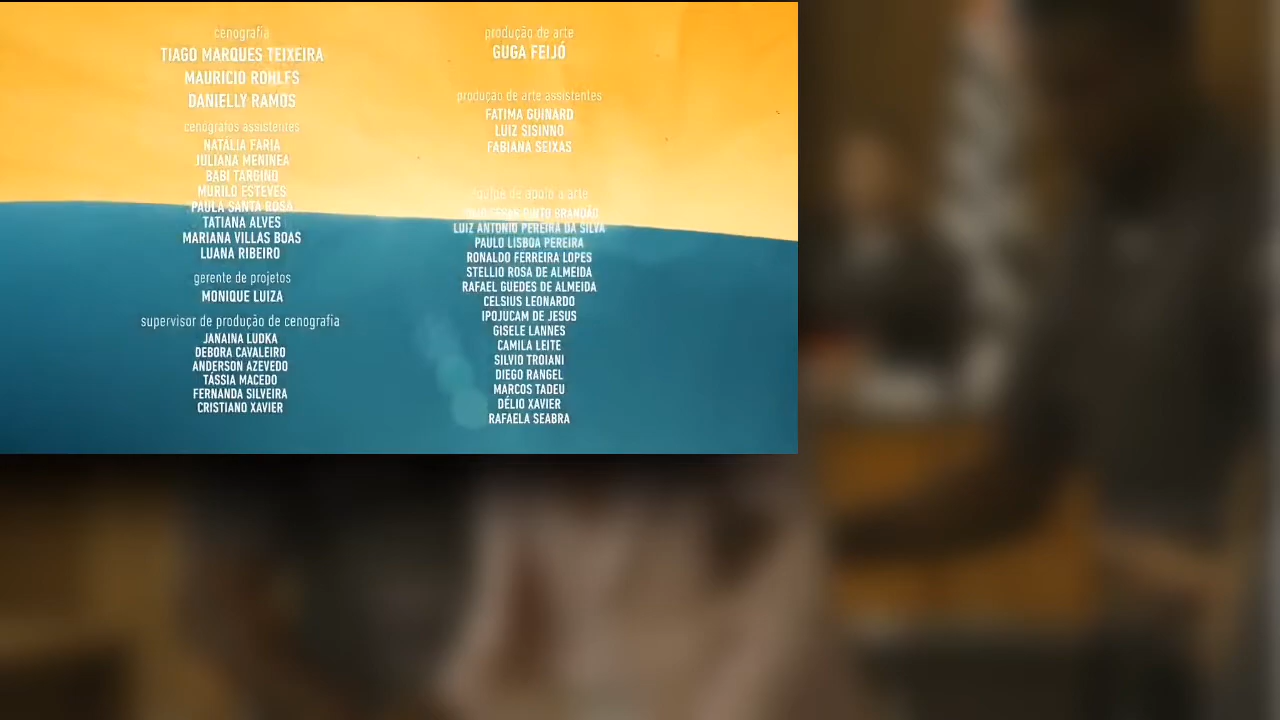 cenografia
TIAGO MARQUES TEIXEIRA
MAURICIO ROHLFS
DANIELLY RAMOS
cenógrafos assistentes
NATÁLIA FARIA
JULIANA MENINEA
BABI TARGINO
MURILO ESTEVES
PAULA SANTA ROSA
TATIANA ALVES
MARIANA VILLAS BOAS
LUANA RIBEIRO
gerente de projetos
MONIQUE LUIZA
supervisor de produção de cenografia
JANAINA LUDKA
DEBORA CAVALEIRO
ANDERSON AZEVEDO
TÁSSIA MACEDO
FERNANDA SILVEIRA
CRISTIANO XAVIER
produção de arte
GUGA FEIJÓ
produção de arte assistentes
FATIMA GUINARD
LUIZ SISINNO
FABIANA SEIXAS
equipe de apoio a arte
PINTO BRANDÃO
LUIZ ANTONIO PEREIRA DA SILVA
PAULO LISBOA PEREIRA
RONALDO FERREIRA LOPES
STELLIO ROSA DE ALMEIDA
RAFAEL GUEDES DE ALMEIDA
CELSIUS LEONARDO
IPOJUCAM DE JESUS
GISELE LANNES
CAMILA LEITE
SILVIO TROIANI
DIEGO RANGEL
MARCOS TADEU
DÉLIO XAVIER
RAFAELA SEABRA